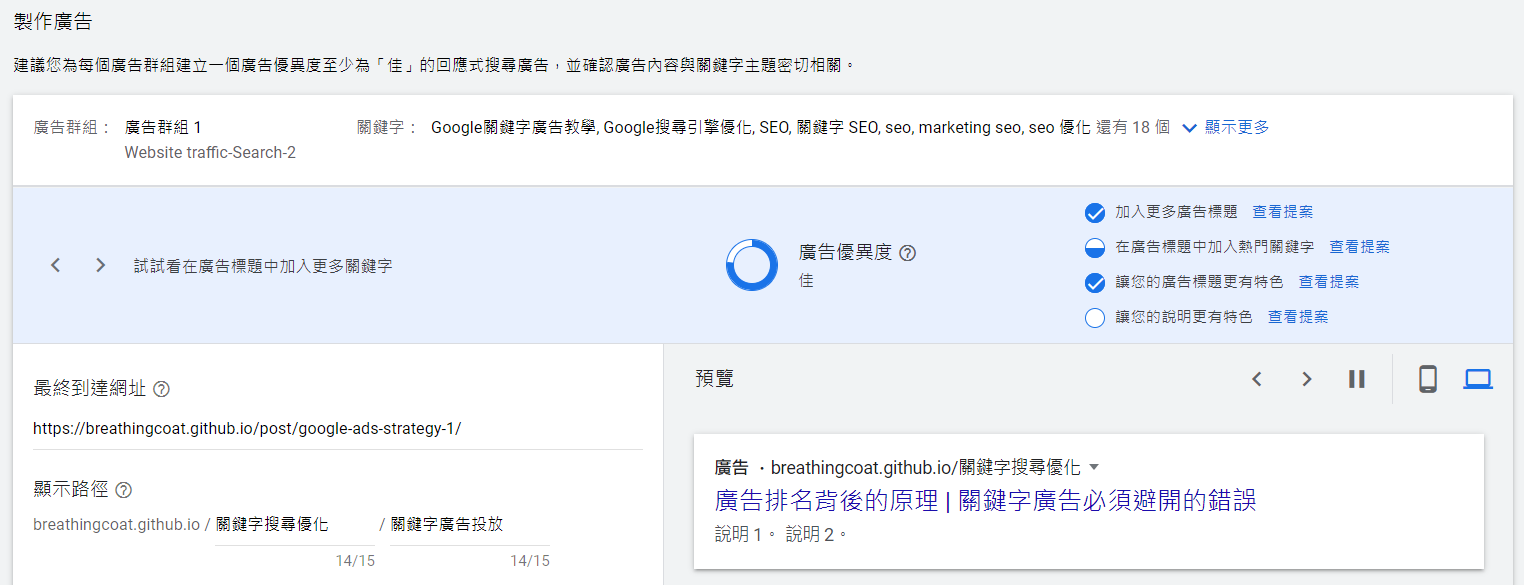 製作廣告
建議您為每個廣告群組建立一個廣告優異度至少為「佳」的回應式搜尋廣告，並確認廣告內容與關鍵字主題密切相關。
廣告群組： 廣告群組 1 關鍵字： Google關鍵字廣告教學, Google搜尋引擎優化, SEO, 關鍵字 SEO, seo, marketing seo, seo 優化 還有 18 個 顯示更多
Website traffic-Search-2
試試看在廣告標題中加入更多關鍵字
廣告優異度
佳
加入更多廣告標題 查看提案
在廣告標題中加入熱門關鍵字 查看提案
讓您的廣告標題更有特色 查看提案
讓您的說明更有特色 查看提案
最終到達網址
https://breathingcoat.github.io/post/google-ads-strategy-1/
顯示路徑
breathingcoat.github.io / 關鍵字搜尋優化 / 關鍵字廣告投放
14/15 14/15
預覽
廣告 · breathingcoat.github.io/關鍵字搜尋優化
廣告排名背後的原理 | 關鍵字廣告必須避開的錯誤
說明 1。 說明 2。